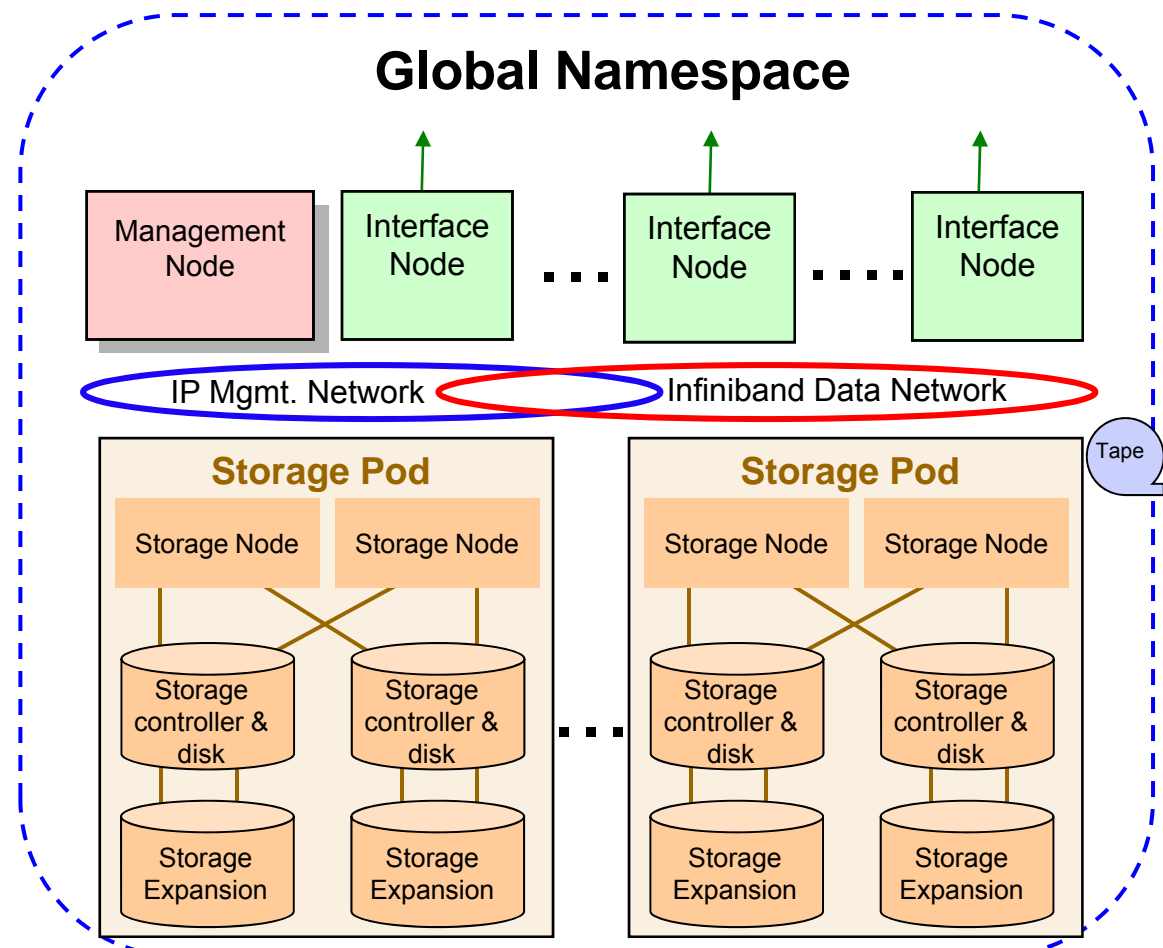 Global Namespace
Management
Node
Interface
Node
Interface
Node
Interface
Node
IP Mgmt. Network
Infiniband Data Network
Tape
Storage Pod
Storage Node
Storage Node
Storage
controller &
disk
Storage
controller &
disk
Storage
Expansion
Storage
Expansion
Storage Pod
Storage Node
Storage Node
Storage
controller &
disk
Storage
controller &
disk
Storage
Expansion
Storage
Expansion